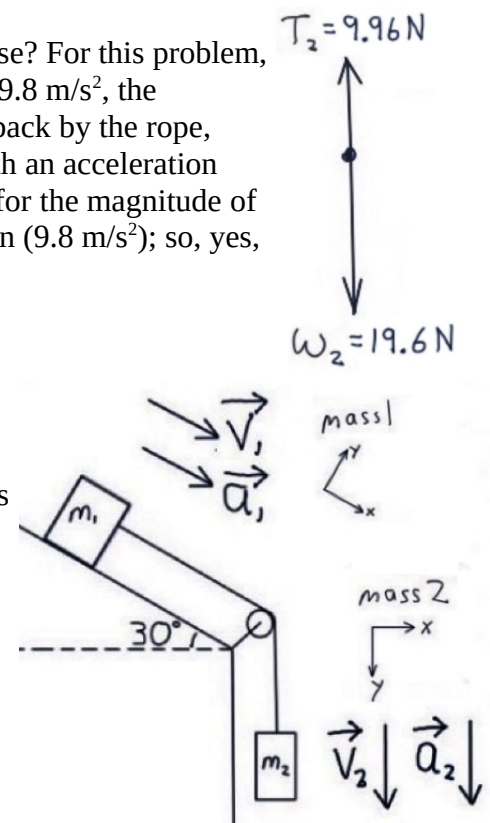 T₂ = 9.96 N
se? For this problem,
9.8 m/s², the
back by the rope,
h an acceleration
for the magnitude of
n (9.8 m/s²); so, yes,
ω₂ = 19.6 N
V₁
a₁
mass 1
y
x
s
m₁
30°
mass 2
x
y
m₂
V₂
a₂